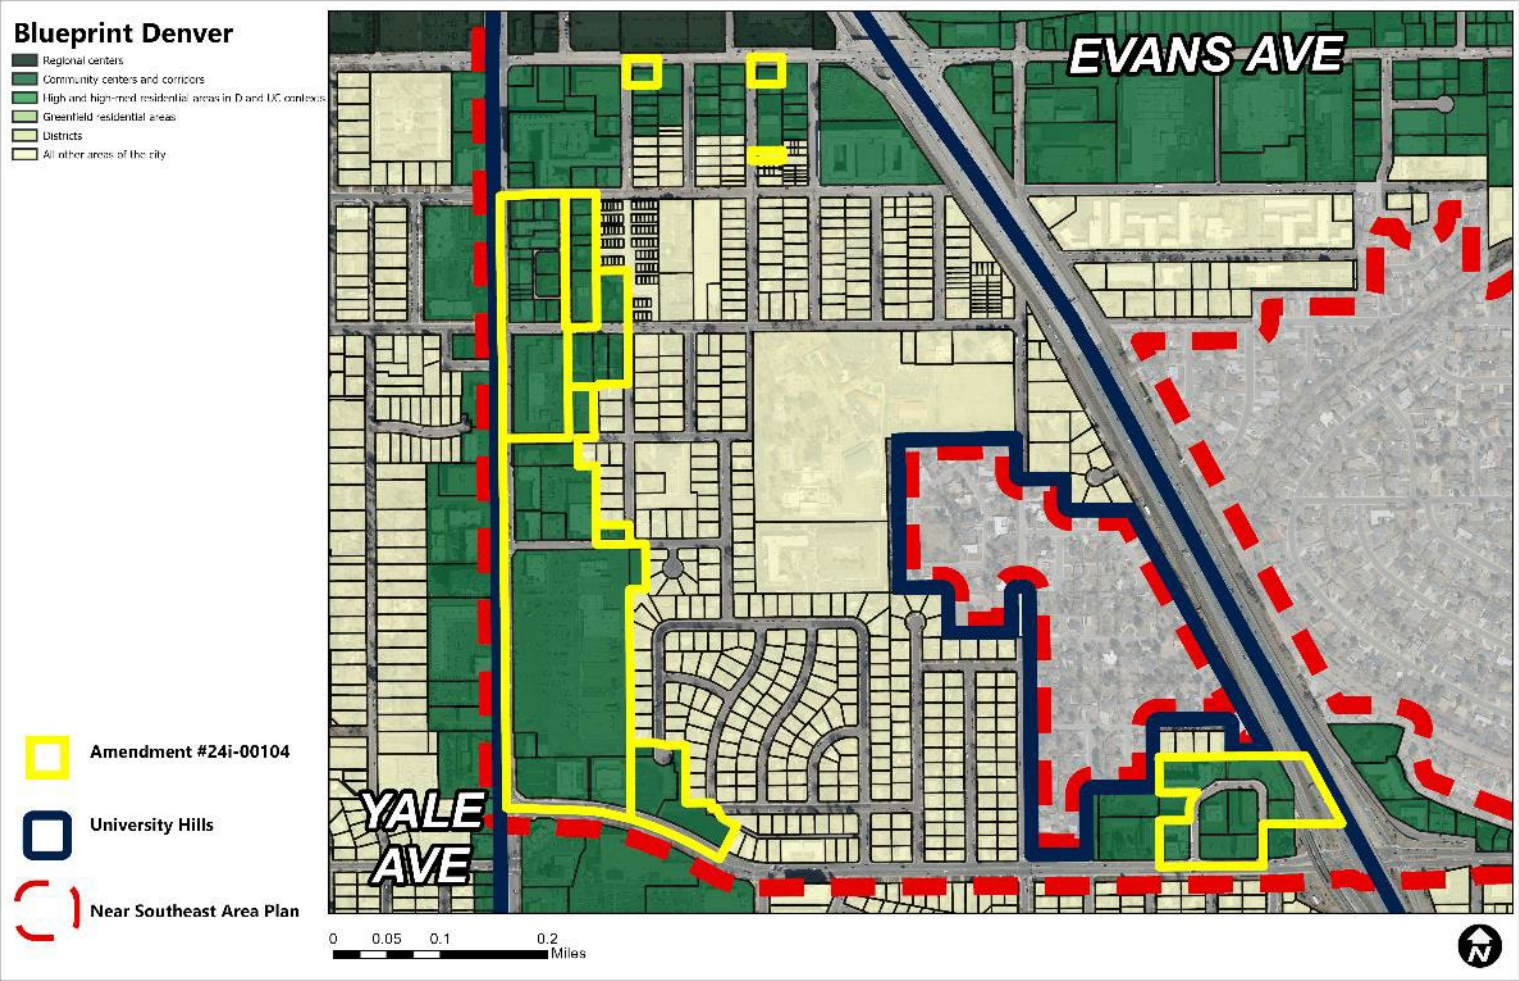 Blueprint Denver
Regional centers
Community centers and corridors
High and high-med residential areas in D and UC contexts
Greenfield residential areas
Districts
All other areas of the city
EVANS AVE
YALE
AVE
Amendment #24i-00104
University Hills
Near Southeast Area Plan
0 0.05 0.1 0.2
Miles
N